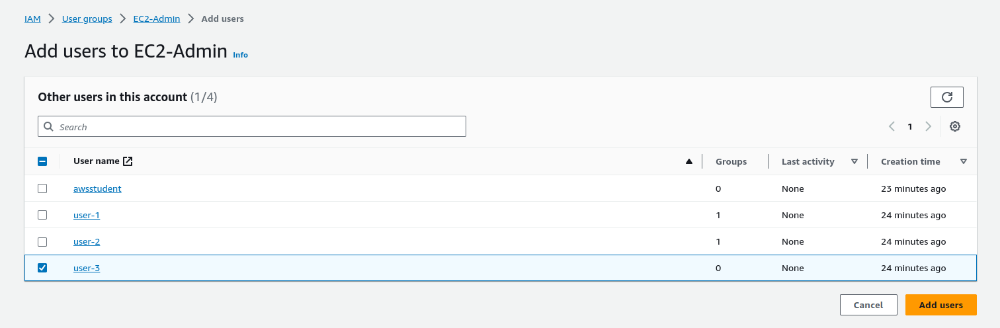 IAM > User groups > EC2-Admin > Add users
Add users to EC2-Admin Info
Other users in this account (1/4)
Search
1
User name Groups Last activity Creation time
awsstudent 0 None 23 minutes ago
user-1 1 None 24 minutes ago
user-2 1 None 24 minutes ago
user-3 0 None 24 minutes ago
Cancel Add users